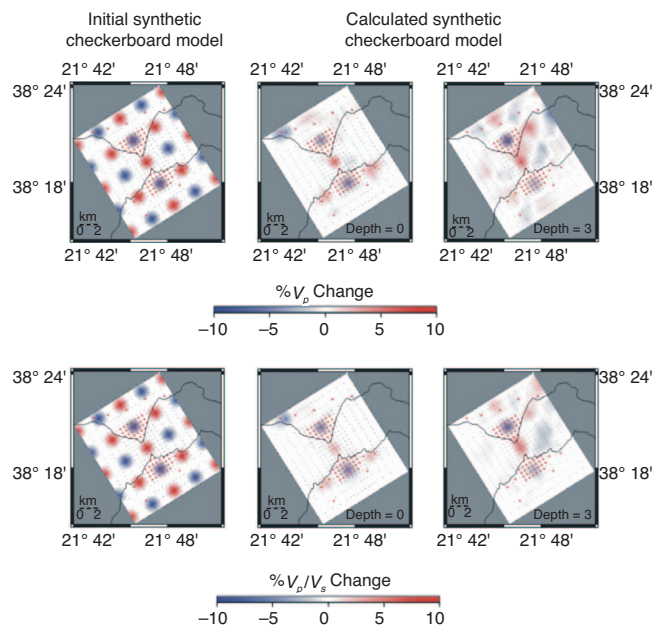 Initial synthetic
checkerboard model
Calculated synthetic
checkerboard model
21° 42' 21° 48' 21° 42' 21° 48' 21° 42' 21° 48'
38° 24' 38° 24'
38° 18' 38° 18'
km
0 2
km
0 2
Depth = 0
km
0 2
Depth = 3
21° 42' 21° 48' 21° 42' 21° 48' 21° 42' 21° 48'
%Vp Change
–10 –5 0 5 10
38° 24' 38° 24'
38° 18' 38° 18'
km
0 2
km
0 2
Depth = 0
km
0 2
Depth = 3
21° 42' 21° 48' 21° 42' 21° 48' 21° 42' 21° 48'
%Vp/Vs Change
–10 –5 0 5 10